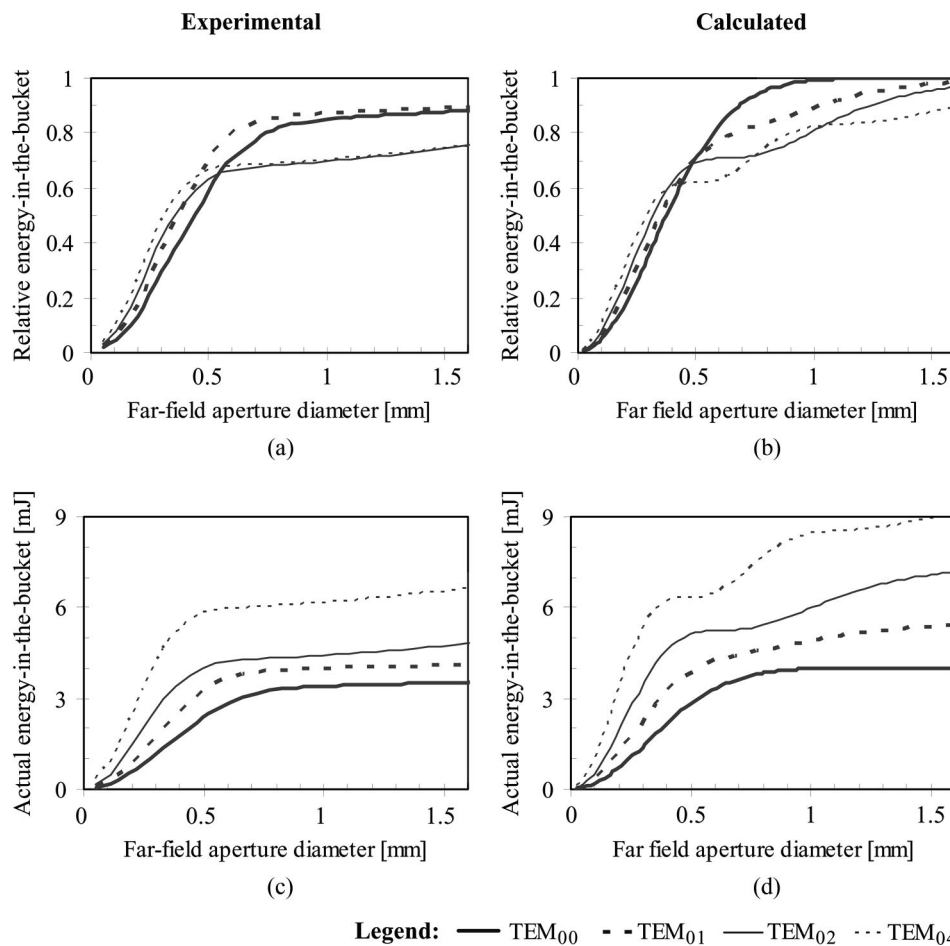 Experimental
Calculated
Relative energy-in-the-bucket
1
0.8
0.6
0.4
0.2
0
0
0.5
1
1.5
Far-field aperture diameter [mm]
(a)
Relative energy-in-the-bucket
1
0.8
0.6
0.4
0.2
0
0
0.5
1
1.5
Far field aperture diameter [mm]
(b)
Actual energy-in-the-bucket [mJ]
9
6
3
0
0
0.5
1
1.5
Far-field aperture diameter [mm]
(c)
Actual energy-in-the-bucket [mJ]
9
6
3
0
0
0.5
1
1.5
Far field aperture diameter [mm]
(d)
Legend: TEM00 TEM01 TEM02 TEM04